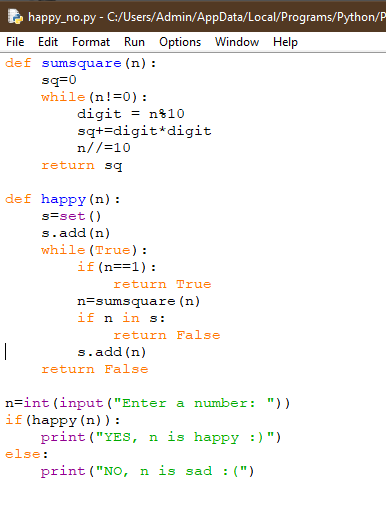 happy_no.py - C:/Users/Admin/AppData/Local/Programs/Python/P
File Edit Format Run Options Window Help
def sumsquare(n):
    sq=0
    while(n!=0):
        digit = n%10
        sq+=digit*digit
        n//=10
    return sq

def happy(n):
    s=set()
    s.add(n)
    while(True):
        if(n==1):
            return True
        n=sumsquare(n)
        if n in s:
            return False
        s.add(n)
    return False

n=int(input("Enter a number: "))
if(happy(n)):
    print("YES, n is happy :)")
else:
    print("NO, n is sad :(")